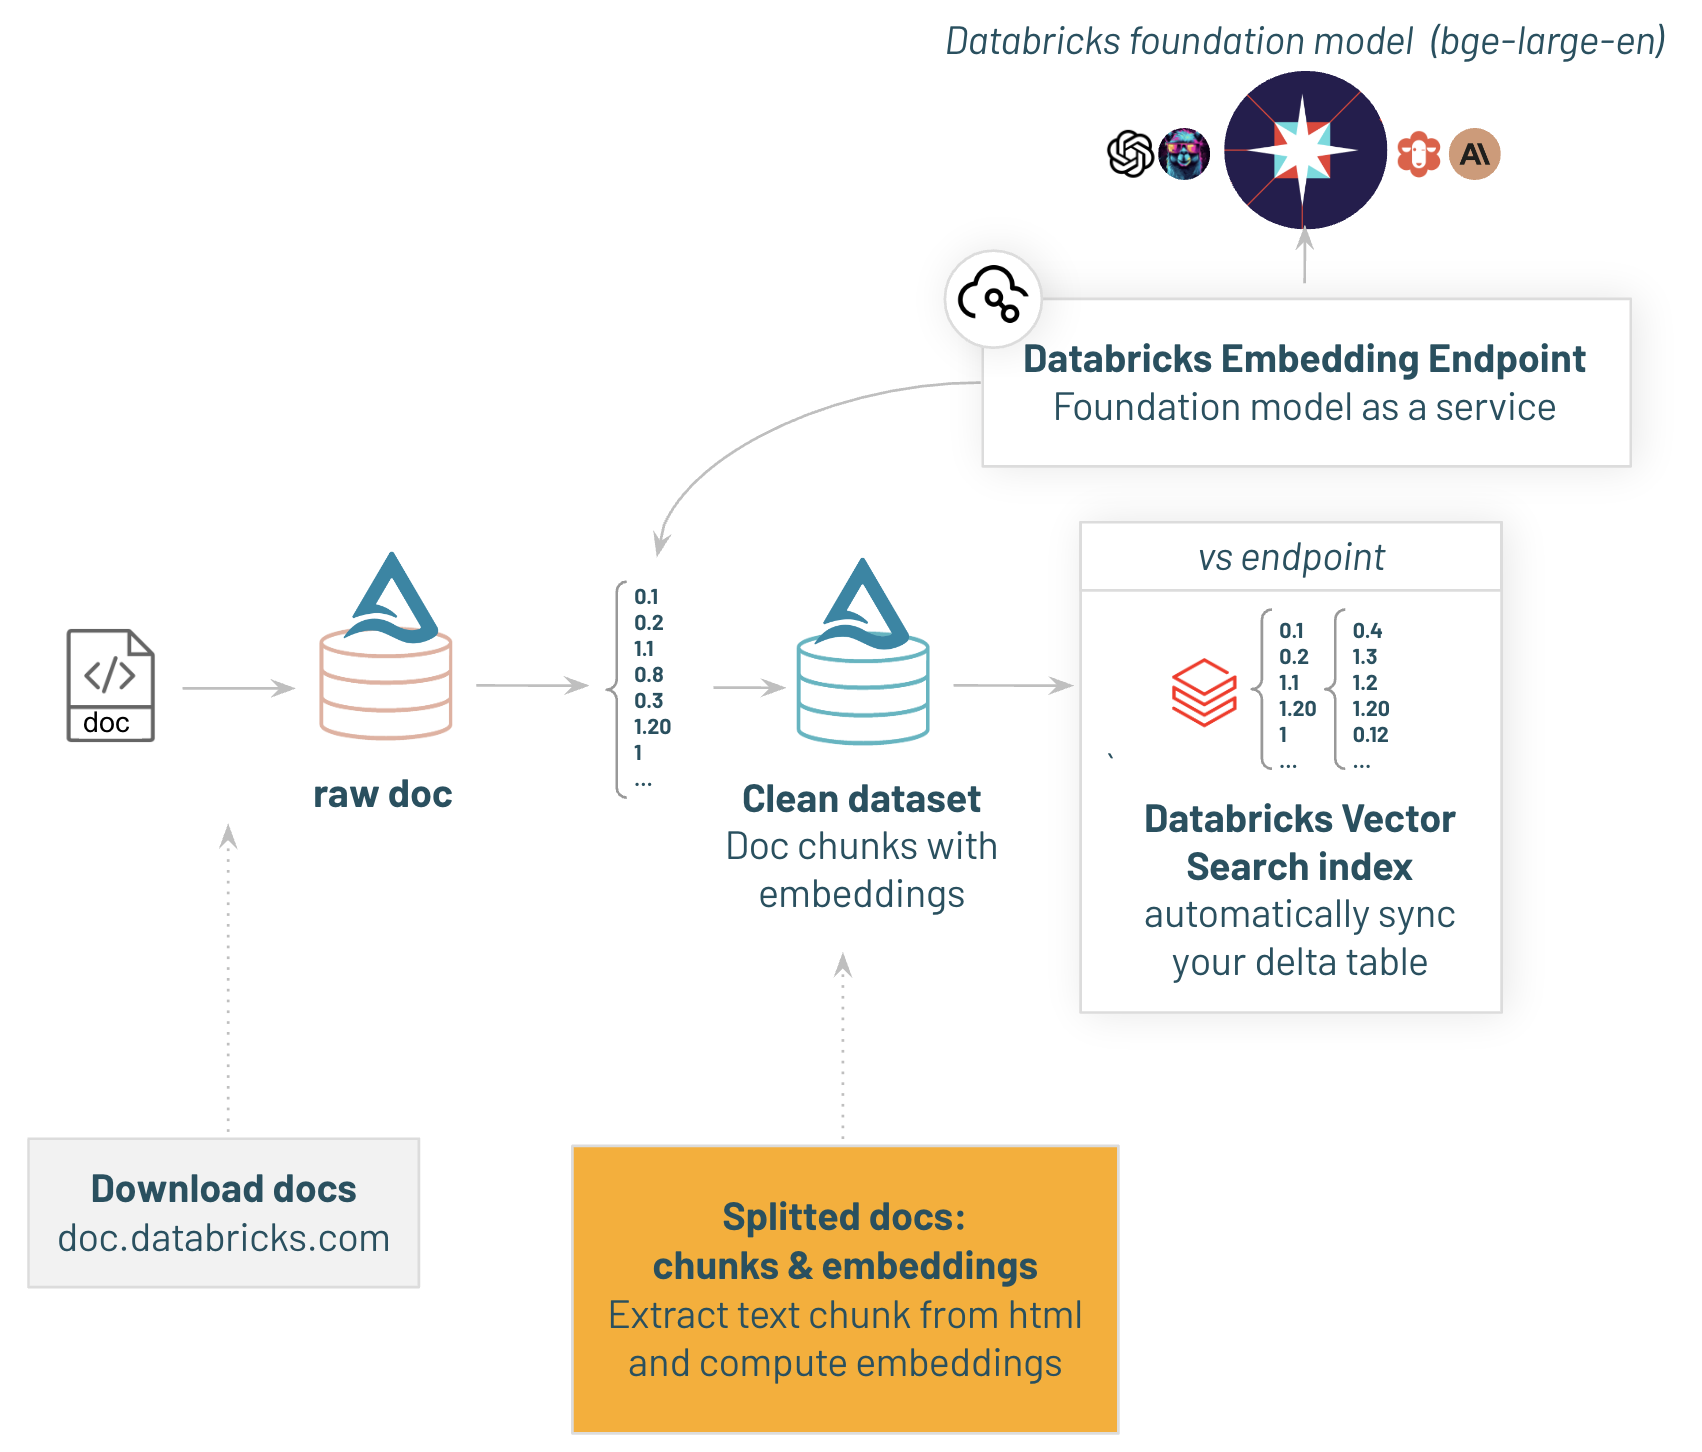 Databricks foundation model (bge-large-en)
AI
Databricks Embedding Endpoint
Foundation model as a service
doc
raw doc
0.1
0.2
1.1
0.8
0.3
1.20
1
...
Clean dataset
Doc chunks with
embeddings
vs endpoint
0.1
0.2
1.1
1.20
1
...
0.4
1.3
1.2
1.20
0.12
...
`
Databricks Vector
Search index
automatically sync
your delta table
Download docs
doc.databricks.com
Splitted docs:
chunks & embeddings
Extract text chunk from html
and compute embeddings